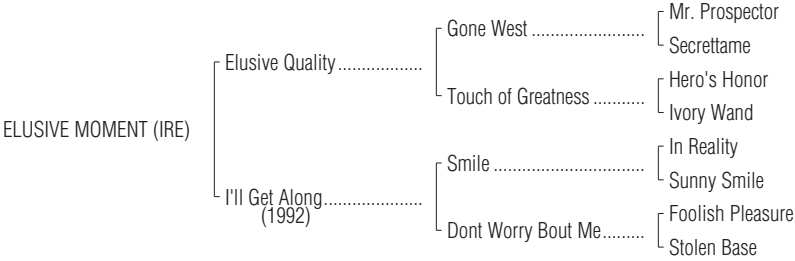 Mr. Prospector
Gone West ........................
Secrettame
Elusive Quality..................
Hero's Honor
Touch of Greatness ...........
Ivory Wand
ELUSIVE MOMENT (IRE)
In Reality
Smile ................................
Sunny Smile
I'll Get Along.....................
(1992)
Foolish Pleasure
Dont Worry Bout Me.........
Stolen Base